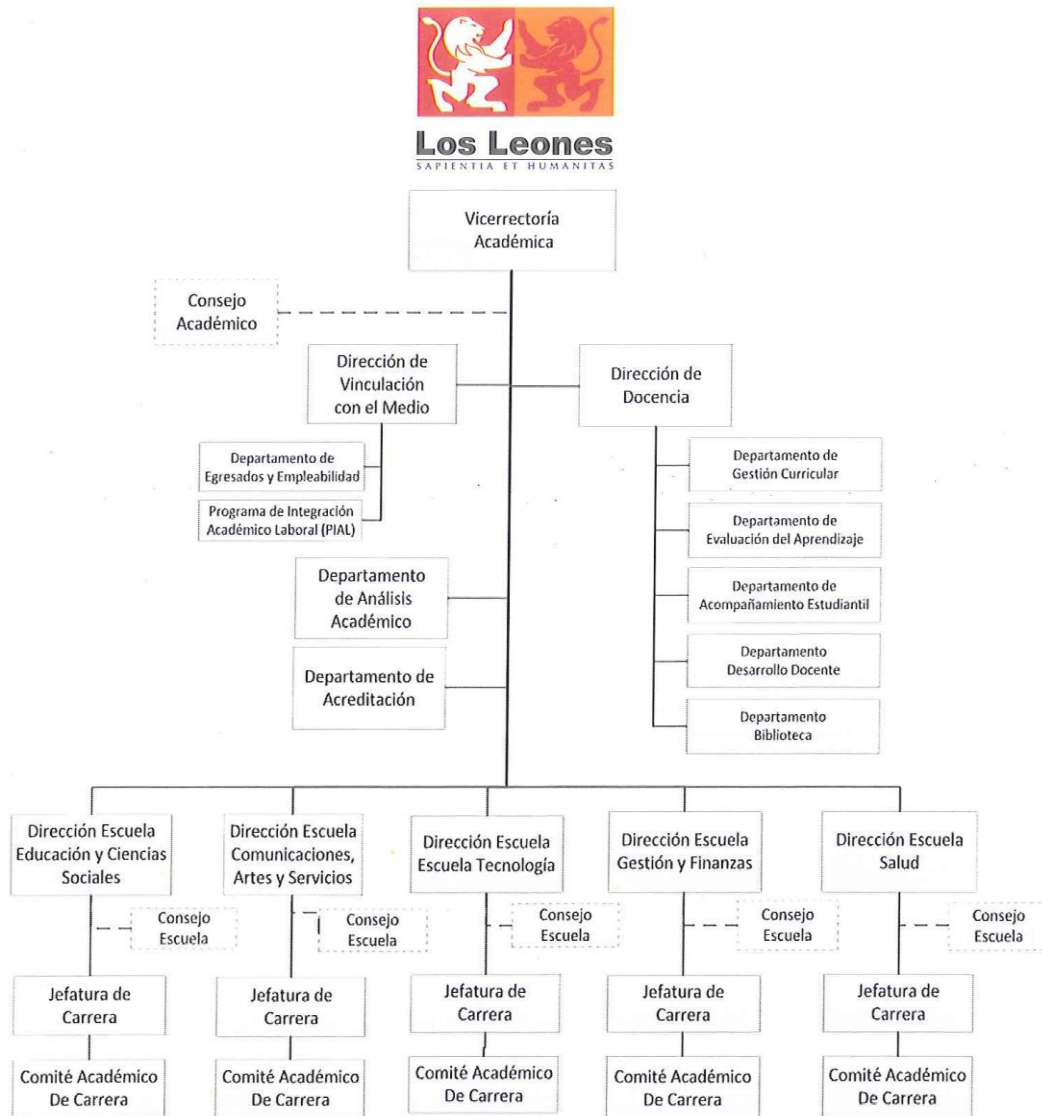 Los Leones
SAPIENTIA ET HUMANITAS
Vicerrectoría
Académica
Consejo
Académico
Dirección de
Vinculación
con el Medio
Dirección de
Docencia
Departamento de
Egresados y Empleabilidad
Programa de Integración
Académico Laboral (PIAL)
Departamento de
Gestión Curricular
Departamento de
Evaluación del Aprendizaje
Departamento de
Acompañamiento Estudiantil
Departamento
Desarrollo Docente
Departamento
Biblioteca
Departamento
de Análisis
Académico
Departamento de
Acreditación
Dirección Escuela
Educación y Ciencias
Sociales
Dirección Escuela
Comunicaciones,
Artes y Servicios
Dirección Escuela
Escuela Tecnología
Dirección Escuela
Gestión y Finanzas
Dirección Escuela
Salud
Consejo
Escuela
Consejo
Escuela
Consejo
Escuela
Consejo
Escuela
Consejo
Escuela
Jefatura de
Carrera
Jefatura de
Carrera
Jefatura de
Carrera
Jefatura de
Carrera
Jefatura de
Carrera
Comité Académico
De Carrera
Comité Académico
De Carrera
Comité Académico
De Carrera
Comité Académico
De Carrera
Comité Académico
De Carrera